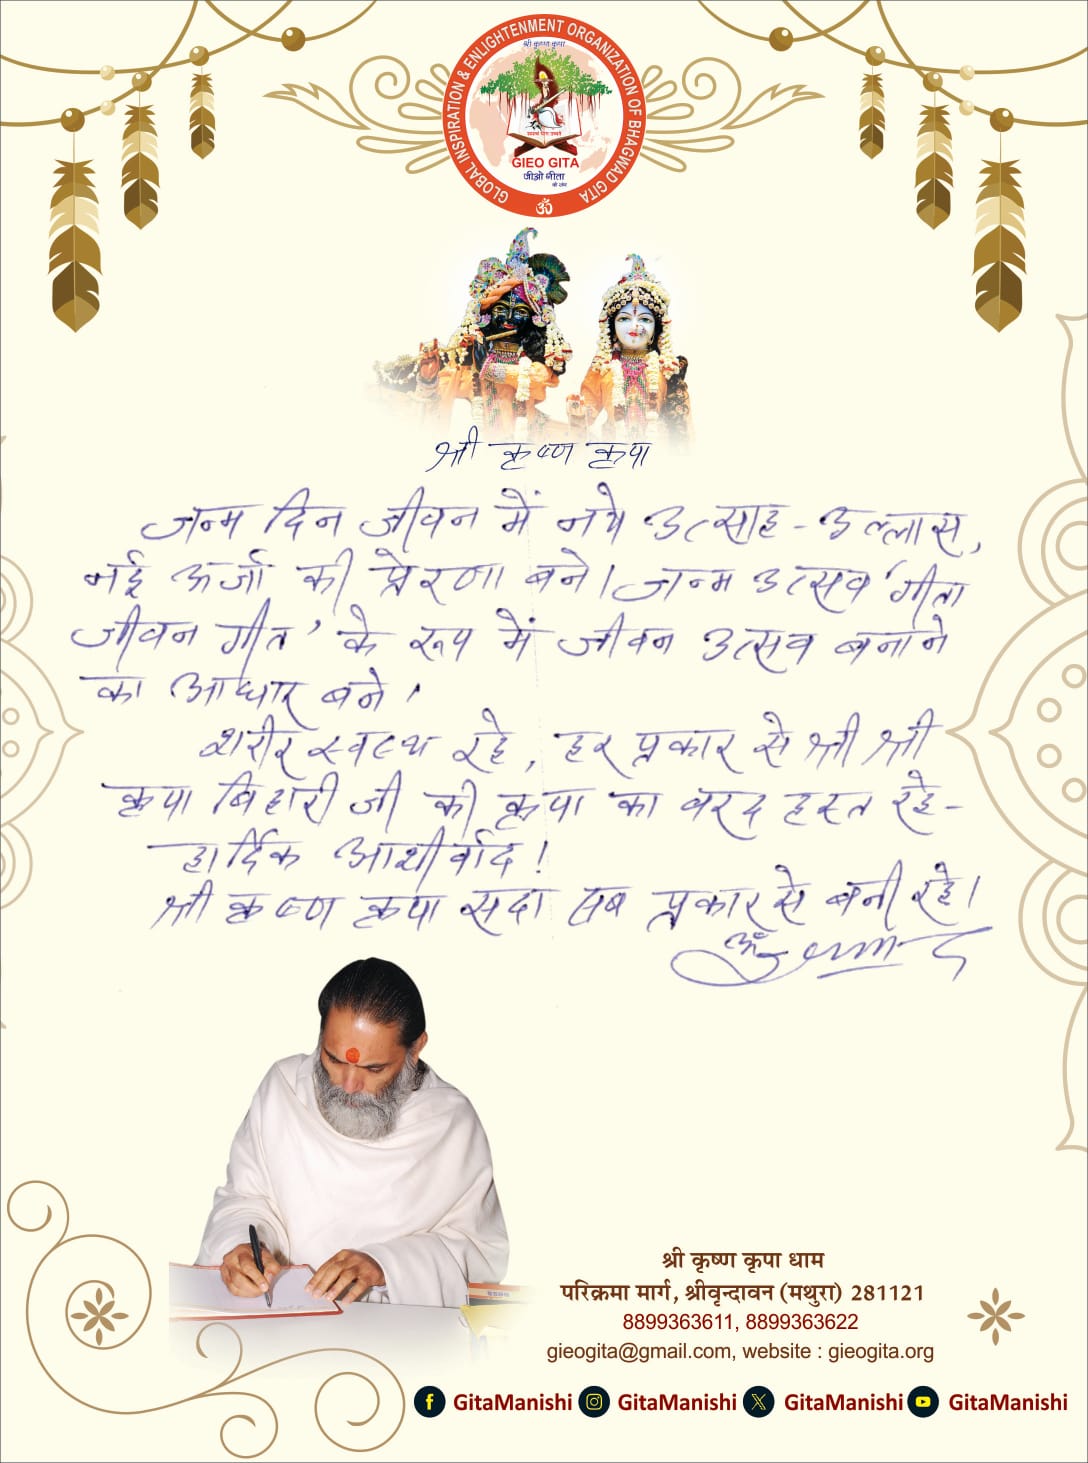 GLOBAL INSPIRATION & ENLIGHTENMENT ORGANIZATION OF BHAGWAD GITA
श्री कृष्ण कृपा
GIEO GITA
जीओ गीता
ॐ
श्री कृष्ण कृपा
जन्म दिन जीवन में नये उत्साह - उल्लास,
नई ऊर्जा की प्रेरणा बने। जन्म उत्सव 'गीता
जीवन गीत' के रूप में जीवन उत्सव बनाने
का आधार बने।
शरीर स्वस्थ रहे, हर प्रकार से श्री श्री
कृपा बिहारी जी की कृपा का वरद हस्त रहे -
हार्दिक आशीर्वाद!
श्री कृष्ण कृपा सदा सब प्रकार से बनी रहे।
श्री कृष्ण कृपा धाम
परिक्रमा मार्ग, श्रीवृन्दावन (मथुरा) 281121
8899363611, 8899363622
gieogita@gmail.com, website : gieogita.org
GitaManishi GitaManishi GitaManishi GitaManishi